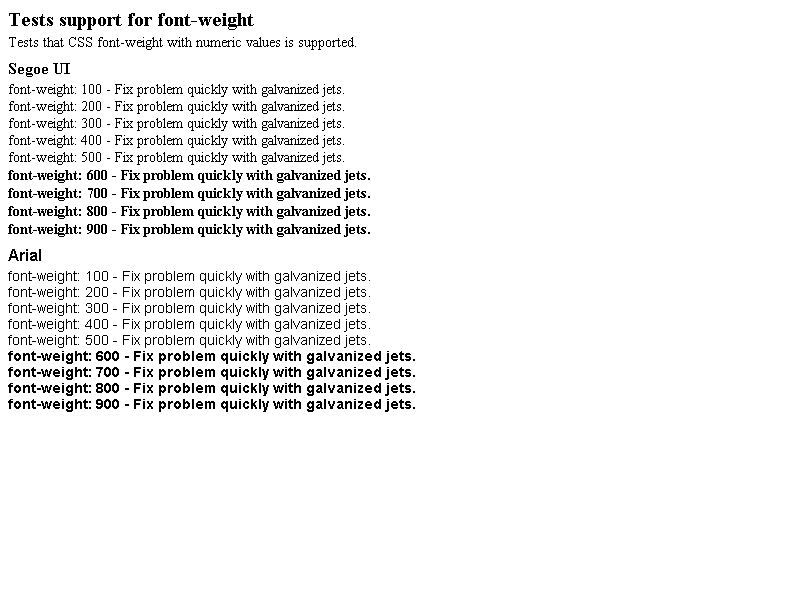 Tests support for font-weight
Tests that CSS font-weight with numeric values is supported.
Segoe UI
font-weight: 100 - Fix problem quickly with galvanized jets.
font-weight: 200 - Fix problem quickly with galvanized jets.
font-weight: 300 - Fix problem quickly with galvanized jets.
font-weight: 400 - Fix problem quickly with galvanized jets.
font-weight: 500 - Fix problem quickly with galvanized jets.
font-weight: 600 - Fix problem quickly with galvanized jets.
font-weight: 700 - Fix problem quickly with galvanized jets.
font-weight: 800 - Fix problem quickly with galvanized jets.
font-weight: 900 - Fix problem quickly with galvanized jets.
Arial
font-weight: 100 - Fix problem quickly with galvanized jets.
font-weight: 200 - Fix problem quickly with galvanized jets.
font-weight: 300 - Fix problem quickly with galvanized jets.
font-weight: 400 - Fix problem quickly with galvanized jets.
font-weight: 500 - Fix problem quickly with galvanized jets.
font-weight: 600 - Fix problem quickly with galvanized jets.
font-weight: 700 - Fix problem quickly with galvanized jets.
font-weight: 800 - Fix problem quickly with galvanized jets.
font-weight: 900 - Fix problem quickly with galvanized jets.